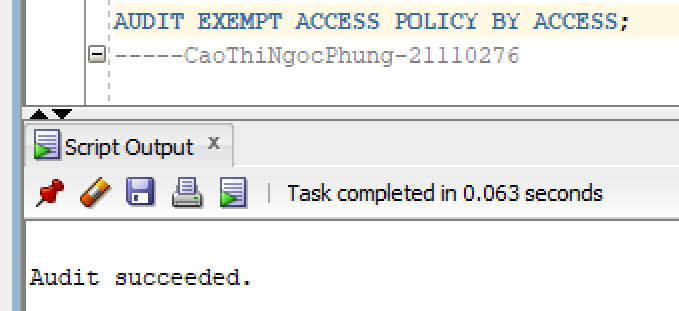 AUDIT EXEMPT ACCESS POLICY BY ACCESS;
-----CaoThiNgocPhung-21110276
Script Output x
Task completed in 0.063 seconds
Audit succeeded.